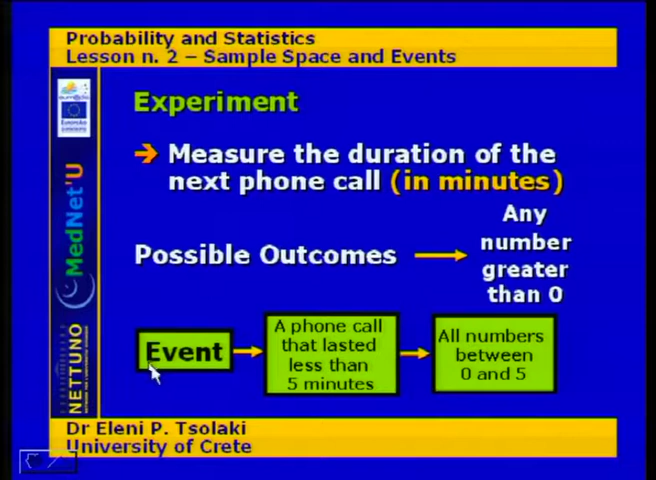 Probability and Statistics
Lesson n. 2 – Sample Space and Events
Experiment
Measure the duration of the
next phone call (in minutes)
Possible Outcomes
Any
number
greater
than 0
Event
A phone call
that lasted
less than
5 minutes
All numbers
between
0 and 5
MedNet'U
NETTUNO
Dr Eleni P. Tsolaki
University of Crete